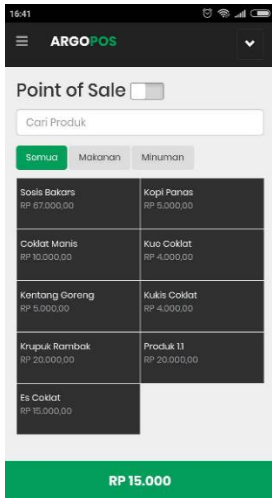 16:41
ARGOPOS
Point of Sale
Cari Produk
Semua Makanan Minuman
Sosis Bakars
RP 67.000,00
Kopi Panas
RP 5.000,00
Coklat Manis
RP 10.000,00
Kue Coklat
RP 4.000,00
Kentang Goreng
RP 5.000,00
Kukis Coklat
RP 4.000,00
Krupuk Rambak
RP 20.000,00
Produk 1.1
RP 20.000,00
Es Coklat
RP 15.000,00
RP 15.000